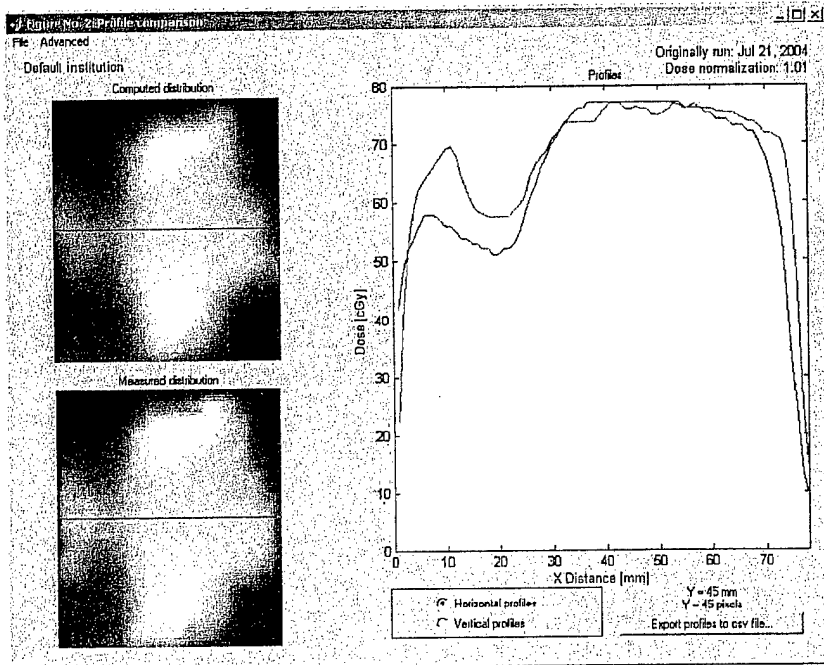 Figure No. 2: Profile comparison
File Advanced
Default institution
Originally run: Jul 21, 2004
Dose normalization: 1.01
Computed distribution
Profiles
80
70
60
50
40
30
20
10
0
Dose [cGy]
0 10 20 30 40 50 60 70
X Distance [mm]
Measured distribution
Horizontal profiles
Vertical profiles
Y = 45 mm
Y = 45 pixels
Export profiles to csv file...